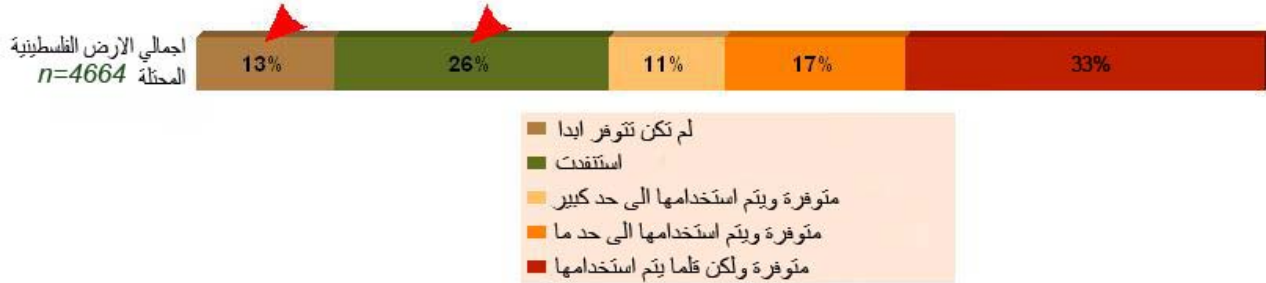 اجمالي الارض الفلسطينية
المحتلة n=4664
13% 26% 11% 17% 33%
لم تكن تتوفر ابدا
استنفدت
متوفرة ويتم استخدامها الى حد كبير
متوفرة ويتم استخدامها الى حد ما
متوفرة ولكن قلما يتم استخدامها